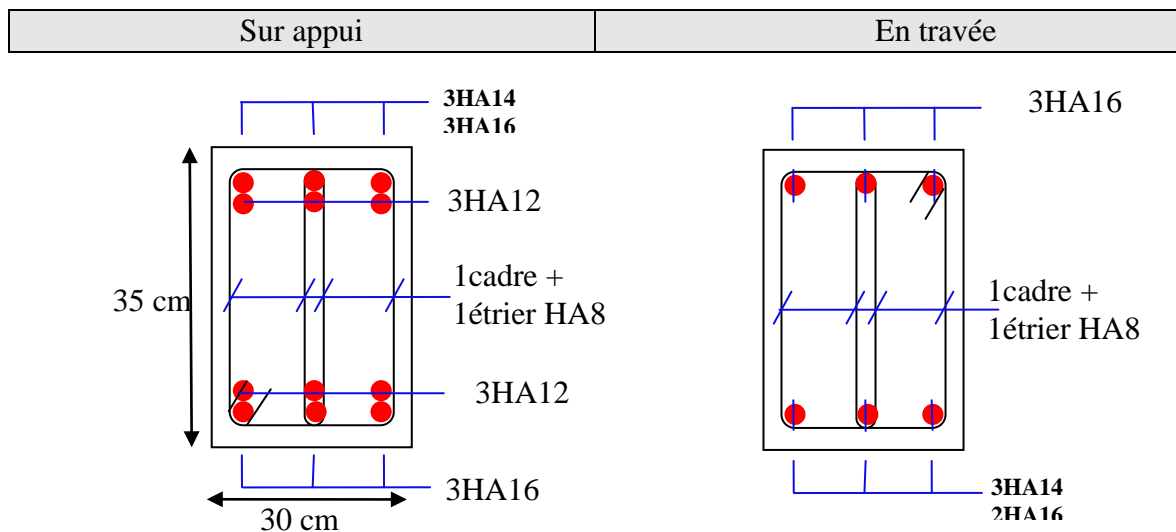 Sur appui
En travée
3HA14
3HA16
3HA12
35 cm
1cadre +
1étrier HA8
3HA12
3HA16
30 cm
3HA16
1cadre +
1étrier HA8
3HA14
2HA16